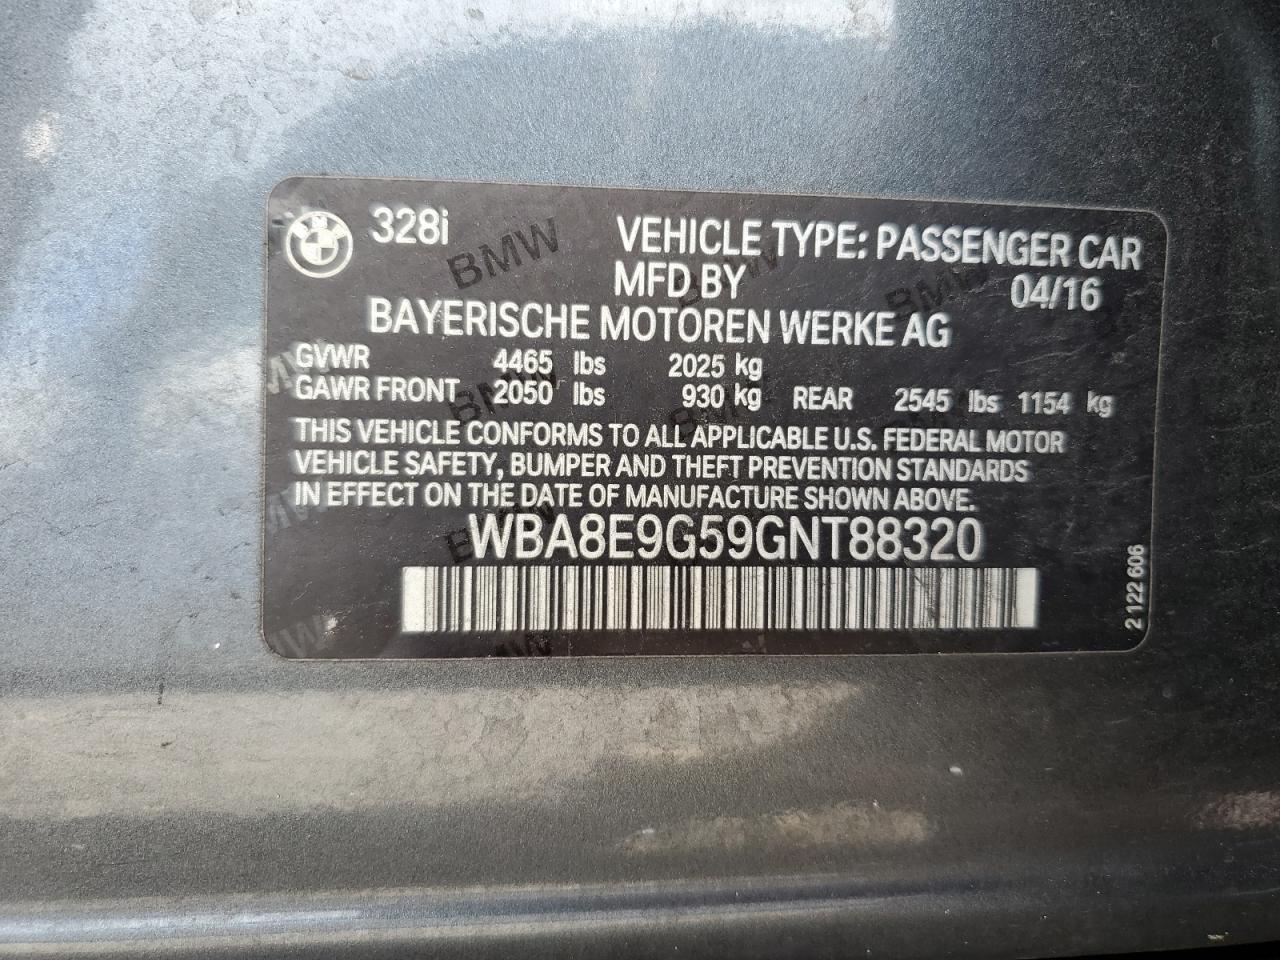 328i VEHICLE TYPE: PASSENGER CAR
MFD BY 04/16
BAYERISCHE MOTOREN WERKE AG
GVWR 4465 lbs 2025 kg
GAWR FRONT 2050 lbs 930 kg REAR 2545 lbs 1154 kg
THIS VEHICLE CONFORMS TO ALL APPLICABLE U.S. FEDERAL MOTOR
VEHICLE SAFETY, BUMPER AND THEFT PREVENTION STANDARDS
IN EFFECT ON THE DATE OF MANUFACTURE SHOWN ABOVE.
WBA8E9G59GNT88320
2 122 606